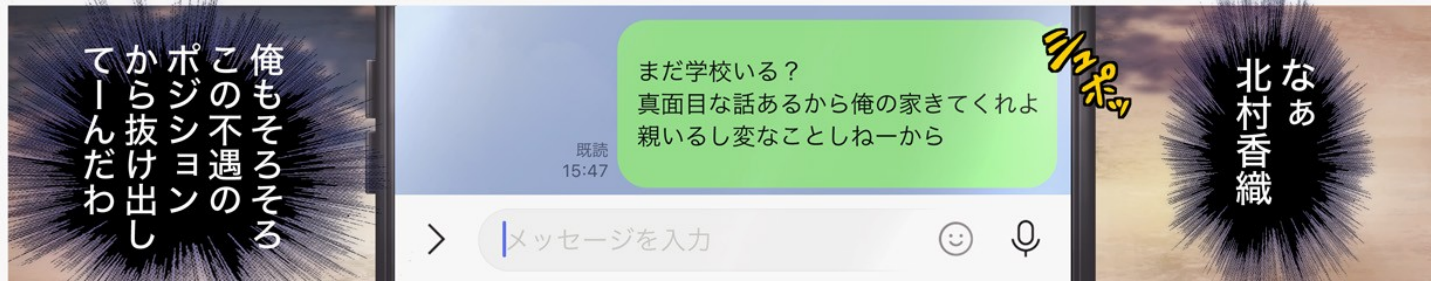 なぁ
北村香織
シュポッ
まだ学校いる？
真面目な話あるから俺の家きてくれよ
親いるし変なことしねーから
既読
15:47
メッセージを入力
俺もそろそろ
この不遇の
ポジション
から抜け出し
てーんだわ